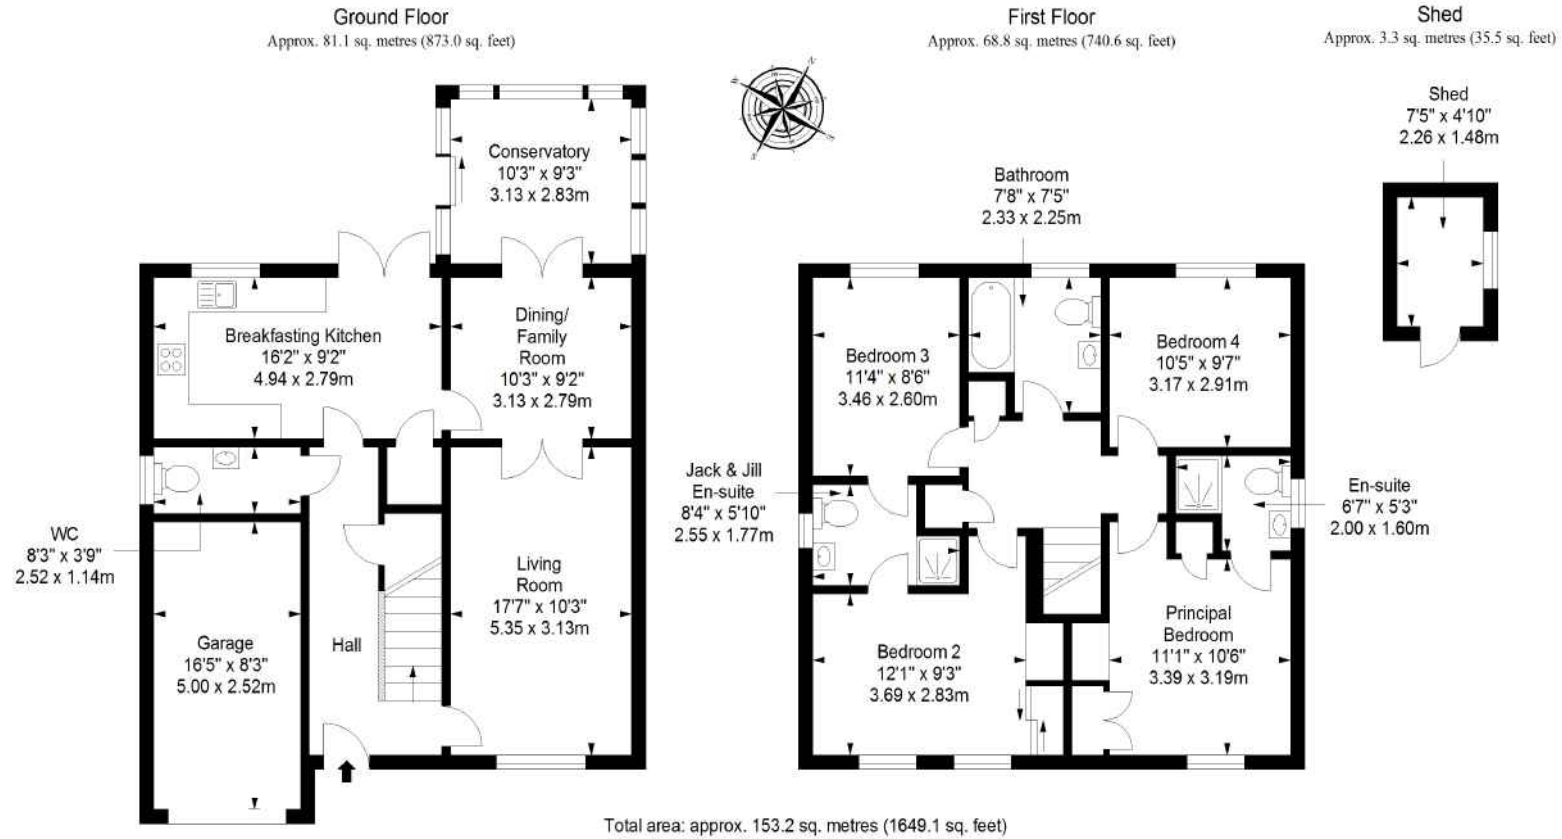 Ground Floor
Approx. 81.1 sq. metres (873.0 sq. feet)
First Floor
Approx. 68.8 sq. metres (740.6 sq. feet)
Shed
Approx. 3.3 sq. metres (35.5 sq. feet)
Conservatory
10'3" x 9'3"
3.13 x 2.83m
Breakfasting Kitchen
16'2" x 9'2"
4.94 x 2.79m
Dining/
Family
Room
10'3" x 9'2"
3.13 x 2.79m
WC
8'3" x 3'9"
2.52 x 1.14m
Garage
16'5" x 8'3"
5.00 x 2.52m
Hall
Living
Room
17'7" x 10'3"
5.35 x 3.13m
Bathroom
7'8" x 7'5"
2.33 x 2.25m
Bedroom 3
11'4" x 8'6"
3.46 x 2.60m
Bedroom 4
10'5" x 9'7"
3.17 x 2.91m
Jack & Jill
En-suite
8'4" x 5'10"
2.55 x 1.77m
En-suite
6'7" x 5'3"
2.00 x 1.60m
Bedroom 2
12'1" x 9'3"
3.69 x 2.83m
Principal
Bedroom
11'1" x 10'6"
3.39 x 3.19m
Shed
7'5" x 4'10"
2.26 x 1.48m
Total area: approx. 153.2 sq. metres (1649.1 sq. feet)